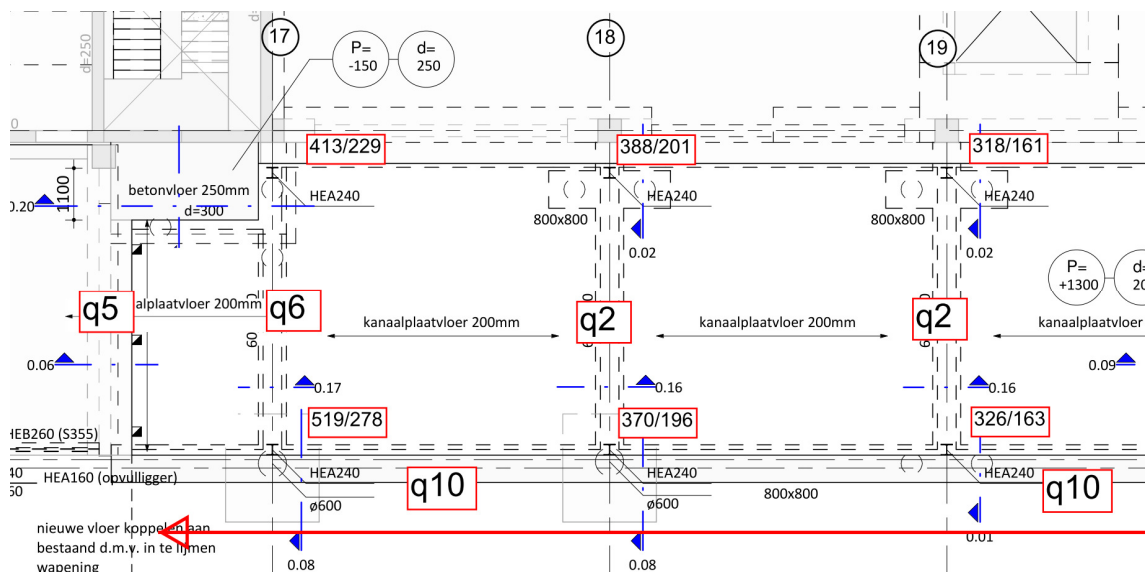 17
18
19
P=
-150
d=
250
d=250
413/229
388/201
318/161
betonvloer 250mm
d=300
1100
0.20
HEA240
HEA240
HEA240
800x800
800x800
0.02
0.02
P=
+1300
q5
alplaatvloer 200mm
q6
q2
q2
60
kanaalplaatvloer 200mm
kanaalplaatvloer 200mm
kanaalplaatvloer
0.06
0.17
0.16
0.16
0.09
519/278
370/196
326/163
HEB260 (S355)
HEA160 (opvulligger)
HEA240
HEA240
HEA240
q10
q10
ø600
ø600
800x800
nieuwe vloer koppelen aan
bestaand d.m.v. in te lijmen
wapening
0.08
0.08
0.01